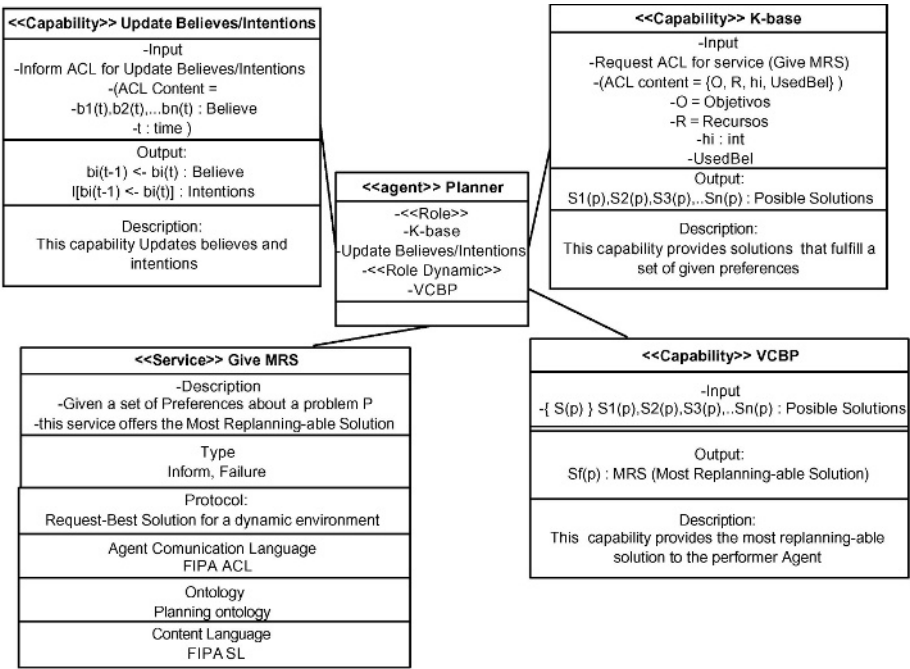 <<Capability>> Update Believes/Intentions
-Input
-Inform ACL for Update Believes/Intentions
-(ACL Content =
-b1(t),b2(t),...bn(t) : Believe
-t : time )
Output:
bi(t-1) <- bi(t) : Believe
I[bi(t-1) <- bi(t)] : Intentions
Description:
This capability Updates believes and
intentions
<<Capability>> K-base
-Input
-Request ACL for service (Give MRS)
-(ACL content = {O, R, hi, UsedBel} )
-O = Objetivos
-R = Recursos
-hi : int
-UsedBel
Output:
S1(p),S2(p),S3(p),..Sn(p) : Posible Solutions
Description:
This capability provides solutions that fulfill a
set of given preferences
<<agent>> Planner
-<<Role>>
-K-base
-Update Believes/Intentions
-<<Role Dynamic>>
-VCBP
<<Service>> Give MRS
-Description
-Given a set of Preferences about a problem P
-this service offers the Most Replanning-able Solution
Type
Inform, Failure
Protocol:
Request-Best Solution for a dynamic environment
Agent Comunication Language
FIPA ACL
Ontology
Planning ontology
Content Language
FIPA SL
<<Capability>> VCBP
-Input
-{ S(p) } S1(p),S2(p),S3(p),..Sn(p) : Posible Solutions
Output:
Sf(p) : MRS (Most Replanning-able Solution)
Description:
This capability provides the most replanning-able
solution to the performer Agent